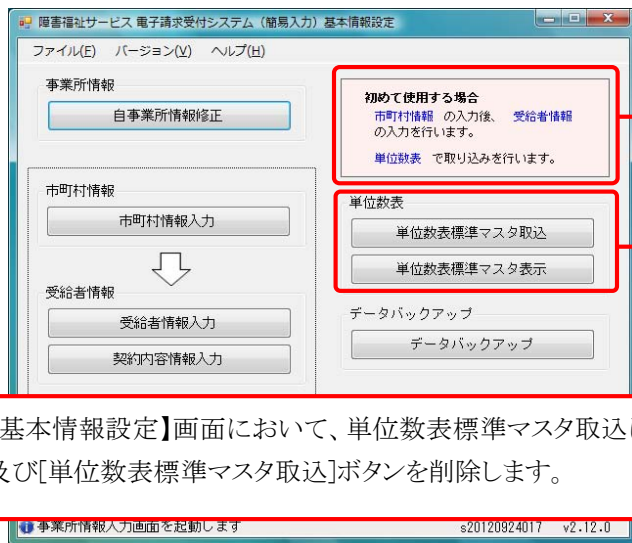 障害福祉サービス 電子請求受付システム（簡易入力）基本情報設定
ファイル(F) バージョン(V) ヘルプ(H)
事業所情報
自事業所情報修正
初めて使用する場合
市町村情報 の入力後、 受給者情報
の入力を行います。
単位数表 で取り込みを行います。
市町村情報
市町村情報入力
単位数表
単位数表標準マスタ取込
単位数表標準マスタ表示
受給者情報
受給者情報入力
契約内容情報入力
データバックアップ
データバックアップ
基本情報設定】画面において、単位数表標準マスタ取込
及び[単位数表標準マスタ取込]ボタンを削除します。
事業所情報入力画面を起動します s20120924017 v2.12.0